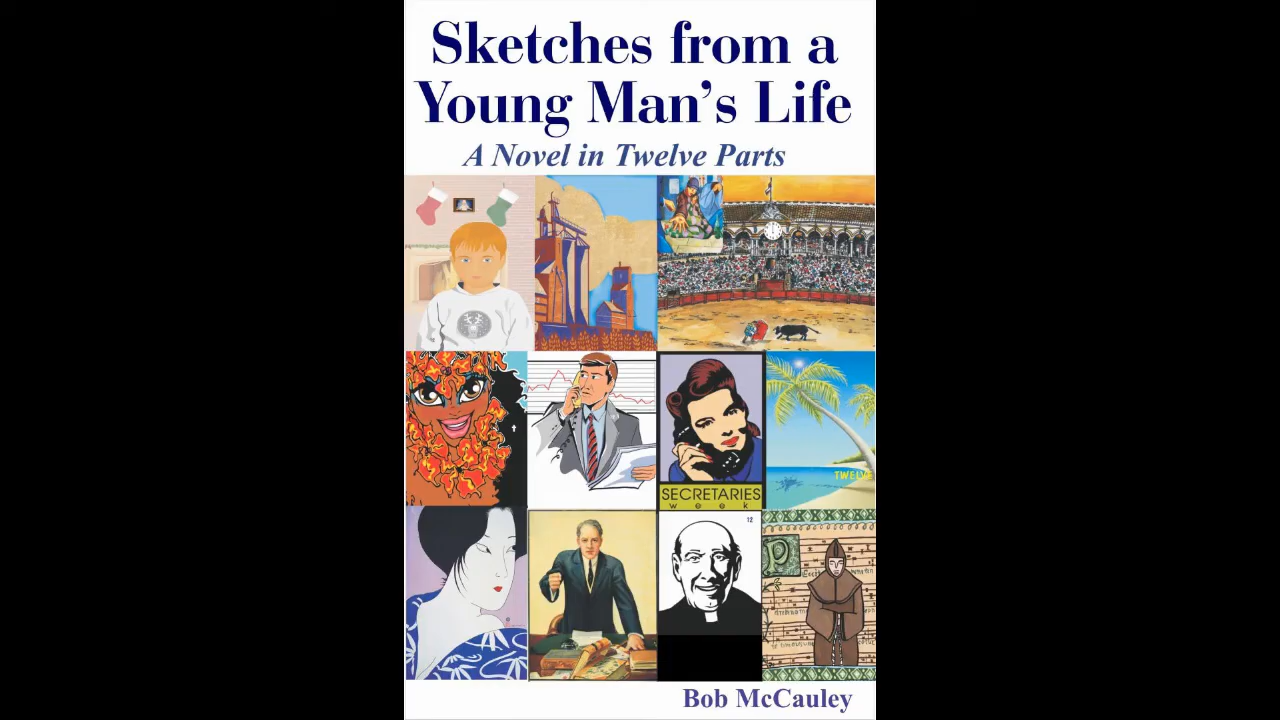 Sketches from a
Young Man's Life
A Novel in Twelve Parts
SECRETARIES
week
TWELVE
12
Bob McCauley